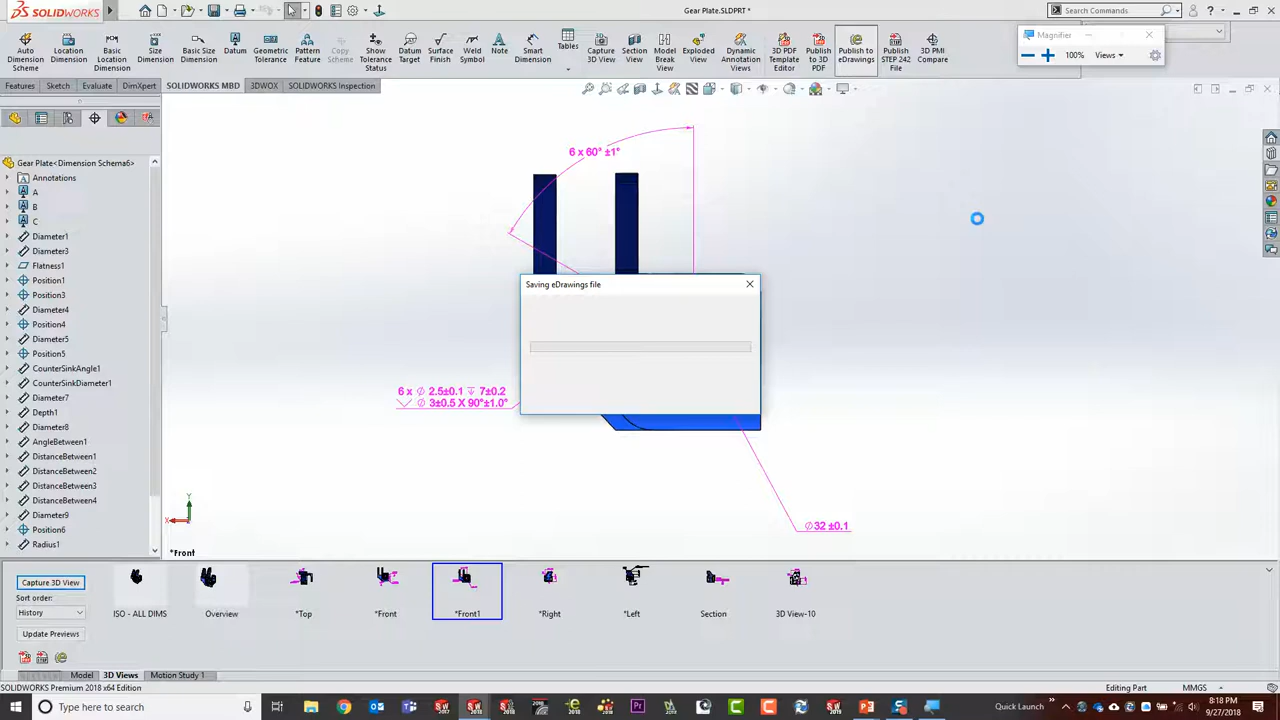 SOLIDWORKS
Gear Plate.SLDPRT *
Search Commands
Magnifier
100%
Views
Auto Dimension Scheme
Location Dimension
Basic Location Dimension
Size Dimension
Basic Size Dimension
Datum
Geometric Tolerance
Pattern Feature
Copy Scheme
Show Tolerance Status
Datum Target
Surface Finish
Weld Symbol
Note
Smart Dimension
Tables
Capture 3D View
Section View
Model Break View
Exploded View
Dynamic Annotation Views
3D PDF Template Editor
Publish to 3D PDF
Publish to eDrawings
Publish STEP 242 File
3D PMI Compare
Features
Sketch
Evaluate
DimXpert
SOLIDWORKS MBD
3DWOX
SOLIDWORKS Inspection
Gear Plate<Dimension Schema6>
Annotations
A
B
C
Diameter1
Diameter3
Flatness1
Position1
Position3
Diameter4
Position4
Diameter5
Position5
CounterSinkAngle1
CounterSinkDiameter1
Diameter7
Depth1
Diameter8
AngleBetween1
DistanceBetween1
DistanceBetween2
DistanceBetween3
DistanceBetween4
Diameter9
Position6
Radius1
6 x 60° ±1°
Saving eDrawings file
6 x ∅ 2.5±0.1 ↧ 7±0.2
⌵ ∅ 3±0.5 X 90°±1.0°
∅32 ±0.1
Y
X
*Front
Capture 3D View
Sort order:
History
Update Previews
ISO - ALL DIMS
Overview
*Top
*Front
*Front1
*Right
*Left
Section
3D View-10
Model
3D Views
Motion Study 1
SOLIDWORKS Premium 2018 x64 Edition
Editing Part
MMGS
Type here to search
Quick Launch
8:18 PM
9/27/2018